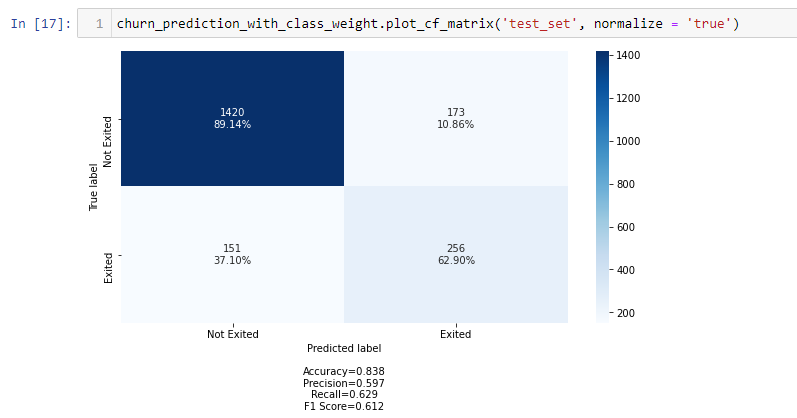 In [17]:
1 churn_prediction_with_class_weight.plot_cf_matrix('test_set', normalize = 'true')
1420
89.14%
173
10.86%
151
37.10%
256
62.90%
Not Exited
Exited
True label
Not Exited
Exited
Predicted label
1400
1200
1000
800
600
400
200
Accuracy=0.838
Precision=0.597
Recall=0.629
F1 Score=0.612